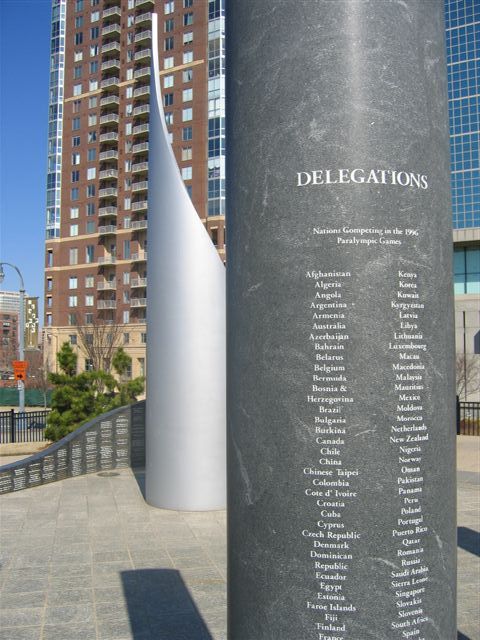 DELEGATIONS
Nations Competing in the 1996
Paralympic Games
Afghanistan
Algeria
Angola
Argentina
Armenia
Australia
Azerbaijan
Bahrain
Belarus
Belgium
Bermuda
Bosnia &
Herzegovina
Brazil
Bulgaria
Burkina
Canada
Chile
China
Chinese Taipei
Colombia
Cote d'Ivoire
Croatia
Cuba
Cyprus
Czech Republic
Denmark
Dominican
Republic
Ecuador
Egypt
Estonia
Faroe Islands
Fiji
Finland
France
Kenya
Korea
Kuwait
Kyrgyzstan
Latvia
Libya
Lithuania
Luxembourg
Macau
Macedonia
Malaysia
Mauritius
Mexico
Moldova
Morocco
Netherlands
New Zealand
Nigeria
Norway
Oman
Pakistan
Panama
Peru
Poland
Portugal
Puerto Rico
Qatar
Romania
Russia
Saudi Arabia
Sierra Leone
Singapore
Slovakia
Slovenia
South Africa
Spain